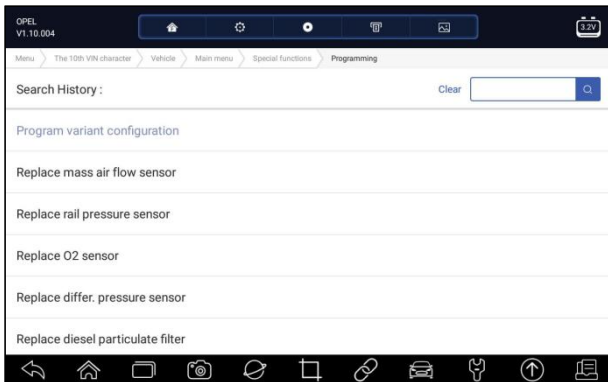 OPEL
V1.10.004
3.2V
Menu The 10th VIN character Vehicle Main menu Special functions Programming
Search History :
Clear
Program variant configuration
Replace mass air flow sensor
Replace rail pressure sensor
Replace O2 sensor
Replace differ. pressure sensor
Replace diesel particulate filter